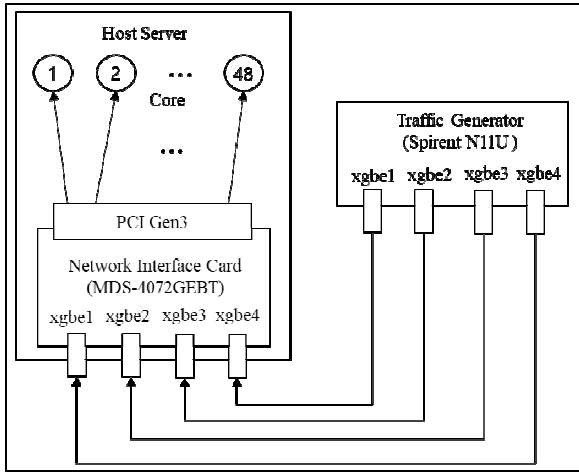 Host Server
1 2 ... 48
Core
...
PCI Gen3
Network Interface Card
(MDS-4072GEBT)
xgbe1 xgbe2 xgbe3 xgbe4
Traffic Generator
(Spirent N11U)
xgbe1 xgbe2 xgbe3 xgbe4